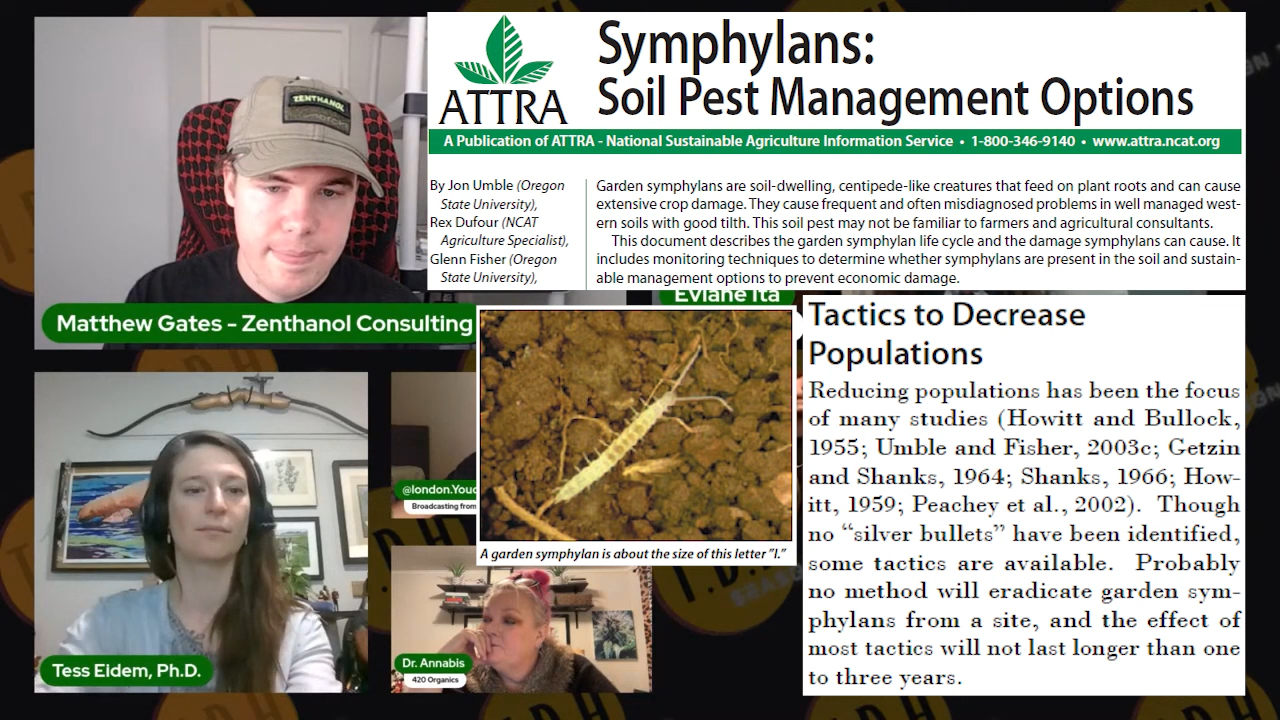 ZENTHANOL
Matthew Gates - Zenthanol Consulting
ATTRA
Symphylans:
Soil Pest Management Options
A Publication of ATTRA - National Sustainable Agriculture Information Service • 1-800-346-9140 • www.attra.ncat.org
By Jon Umble (Oregon
State University),
Rex Dufour (NCAT
Agriculture Specialist),
Glenn Fisher (Oregon
State University),
Garden symphylans are soil-dwelling, centipede-like creatures that feed on plant roots and can cause
extensive crop damage. They cause frequent and often misdiagnosed problems in well managed west-
ern soils with good tilth. This soil pest may not be familiar to farmers and agricultural consultants.
This document describes the garden symphylan life cycle and the damage symphylans can cause. It
includes monitoring techniques to determine whether symphylans are present in the soil and sustain-
able management options to prevent economic damage.
Eviane Ita
Tess Eidem, Ph.D.
@london.Youd
Broadcasting from
A garden symphylan is about the size of this letter "l."
Dr. Annabis
420 Organics
Tactics to Decrease
Populations
Reducing populations has been the focus
of many studies (Howitt and Bullock,
1955; Umble and Fisher, 2003c; Getzin
and Shanks, 1964; Shanks, 1966; How-
itt, 1959; Peachey et al., 2002). Though
no “silver bullets” have been identified,
some tactics are available. Probably
no method will eradicate garden sym-
phylans from a site, and the effect of
most tactics will not last longer than one
to three years.